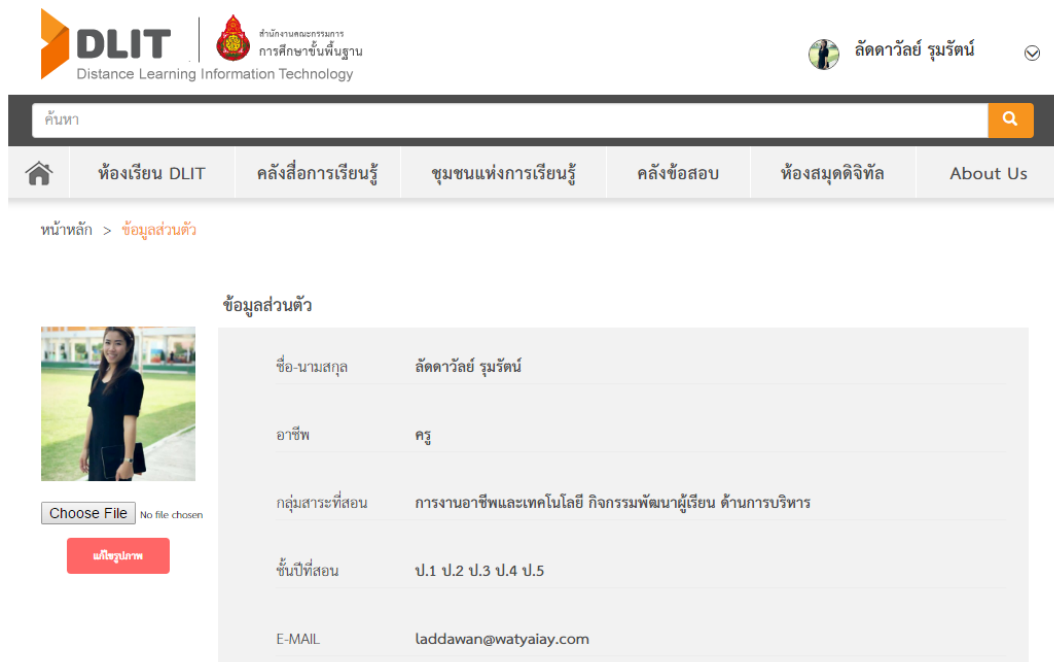 DLIT
Distance Learning Information Technology
สำนักงานคณะกรรมการ
การศึกษาขั้นพื้นฐาน
ลัดดาวัลย์ รุมรัตน์
ค้นหา
ห้องเรียน DLIT คลังสื่อการเรียนรู้ ชุมชนแห่งการเรียนรู้ คลังข้อสอบ ห้องสมุดดิจิทัล About Us
หน้าหลัก > ข้อมูลส่วนตัว
ข้อมูลส่วนตัว
ชื่อ-นามสกุล ลัดดาวัลย์ รุมรัตน์
อาชีพ ครู
กลุ่มสาระที่สอน การงานอาชีพและเทคโนโลยี กิจกรรมพัฒนาผู้เรียน ด้านการบริหาร
Choose File No file chosen
แก้ไขรูปภาพ
ชั้นปีที่สอน ป.1 ป.2 ป.3 ป.4 ป.5
E-MAIL laddawan@watyaiay.com